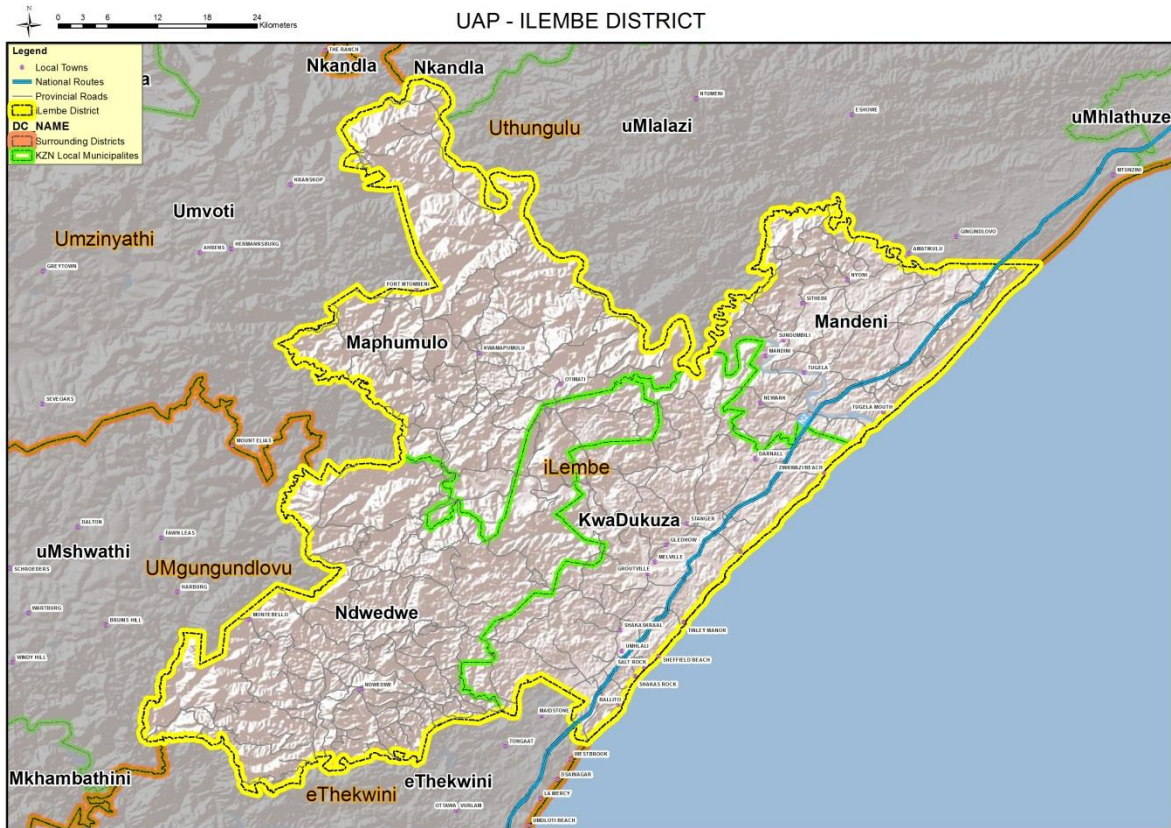 UAP - ILEMBE DISTRICT
N
0 3 6 12 18 24
Kilometers
Legend
Local Towns
National Routes
Provincial Roads
iLembe District
DC_NAME
Surrounding Districts
KZN Local Municipalites
THE RANCH
Nkandla
Nkandla
NTUMENI
ESHOWE
Uthungulu
uMlalazi
uMhlathuze
MTUNZINI
KRANSKOP
Umvoti
Umzinyathi
AHRENS
HERMANNSBURG
GREYTOWN
GINGINDLOVO
AMATIKULU
NYONI
FORT MTOMBENI
SITHEBE
Mandeni
Maphumulo
SUNDUMBILI
KWAMAPUMULU
MANDINI
TUGELA
OTIMATI
SEVEOAKS
NEWARK
TUGELA MOUTH
MOUNT ELIAS
DARNALL
ZINKWAZI BEACH
iLembe
DALTON
KwaDukuza
STANGER
FAWN LEAS
uMshwathi
GLEDHOW
UMgungundlovu
MELVILLE
SCHROEDERS
GROUTVILLE
HARBURG
WARTBURG
Ndwedwe
MONTEBELLO
BRUINS HILL
SHAKASKRAAL
TINLEY MANOR
UMHLALI
WINDY HILL
SALT ROCK
SHEFFIELD BEACH
SHAKAS ROCK
NDWEDWE
BALLITO
MAIDSTONE
TONGAAT
WESTBROOK
Mkhambathini
eThekwini
DSAINAGAR
eThekwini
LA MERCY
OTTAWA
VURLAM
UMDLOTI BEACH